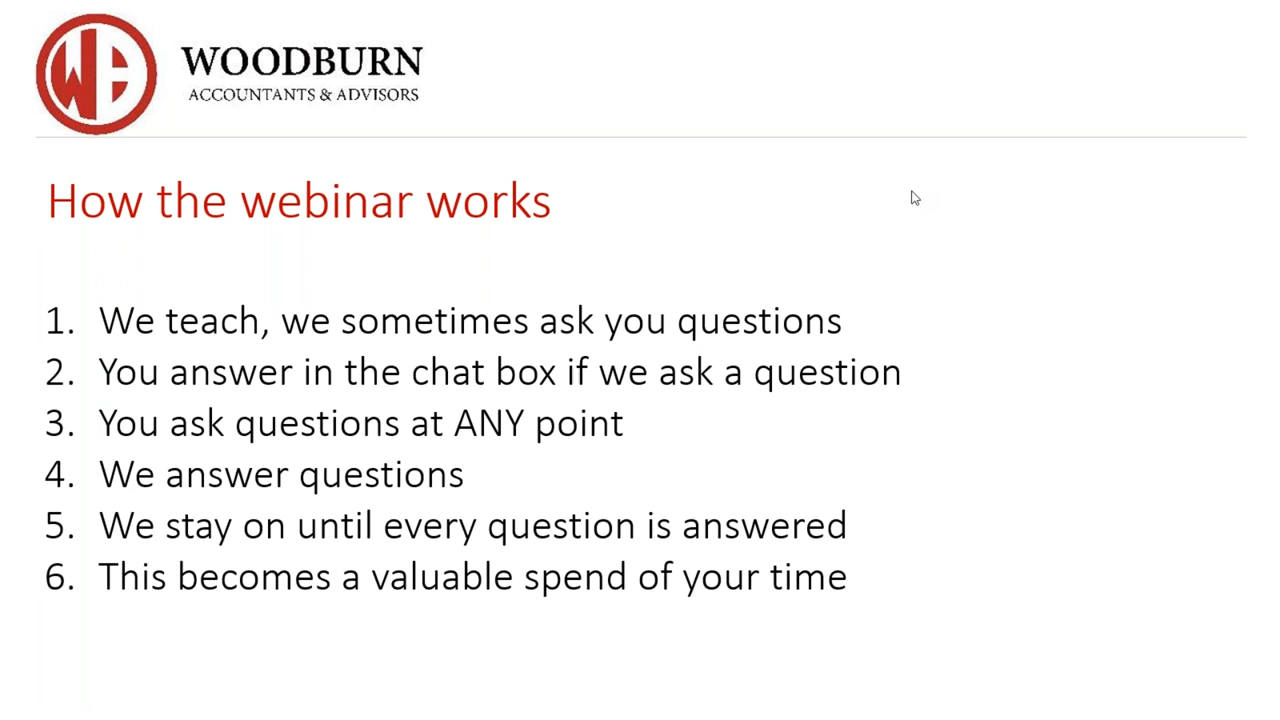 WB
WOODBURN
ACCOUNTANTS & ADVISORS
How the webinar works
1. We teach, we sometimes ask you questions
2. You answer in the chat box if we ask a question
3. You ask questions at ANY point
4. We answer questions
5. We stay on until every question is answered
6. This becomes a valuable spend of your time